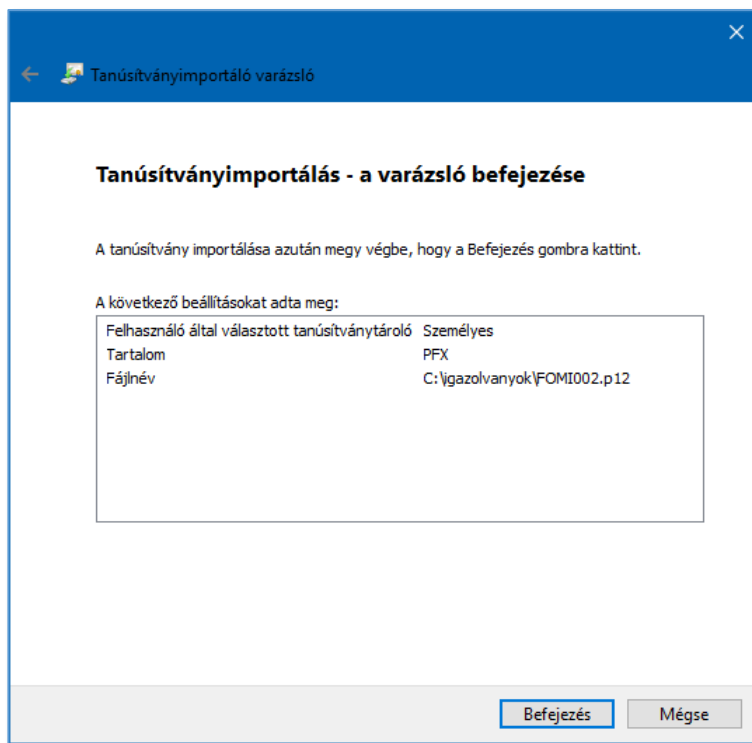 Tanúsítványimportáló varázsló
Tanúsítványimportálás - a varázsló befejezése
A tanúsítvány importálása azután megy végbe, hogy a Befejezés gombra kattint.
A következő beállításokat adta meg:
Felhasználó által választott tanúsítványtároló Személyes
Tartalom PFX
Fájlnév C:\igazolvanyok\FOMI002.p12
Befejezés Mégse